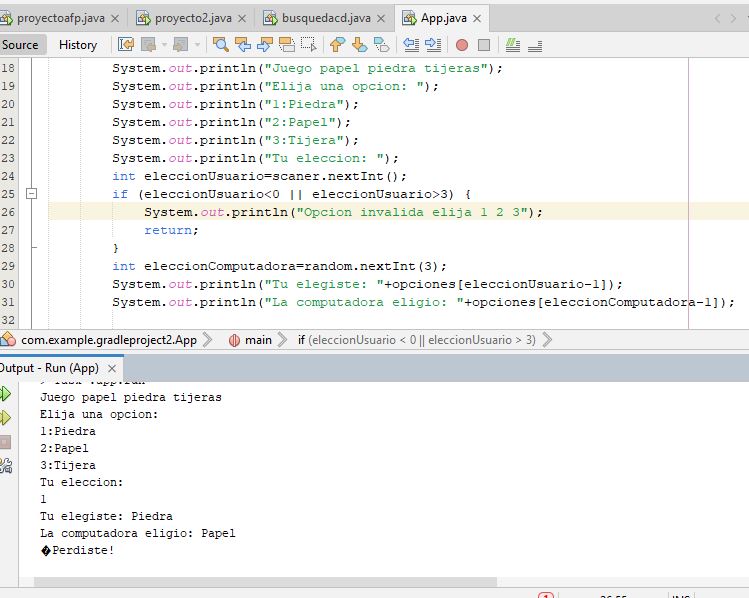 proyectoafp.java proyecto2.java busquedacd.java App.java
Source History
18 System.out.println("Juego papel piedra tijeras");
19 System.out.println("Elija una opcion: ");
20 System.out.println("1:Piedra");
21 System.out.println("2:Papel");
22 System.out.println("3:Tijera");
23 System.out.println("Tu eleccion: ");
24 int eleccionUsuario=scaner.nextInt();
25 if (eleccionUsuario<0 || eleccionUsuario>3) {
26 System.out.println("Opcion invalida elija 1 2 3");
27 return;
28 }
29 int eleccionComputadora=random.nextInt(3);
30 System.out.println("Tu elegiste: "+opciones[eleccionUsuario-1]);
31 System.out.println("La computadora eligio: "+opciones[eleccionComputadora-1]);
32
com.example.gradleproject2.App main if (eleccionUsuario < 0 || eleccionUsuario > 3)
Output - Run (App)
Juego papel piedra tijeras
Elija una opcion:
1:Piedra
2:Papel
3:Tijera
Tu eleccion:
1
Tu elegiste: Piedra
La computadora eligio: Papel
�Perdiste!